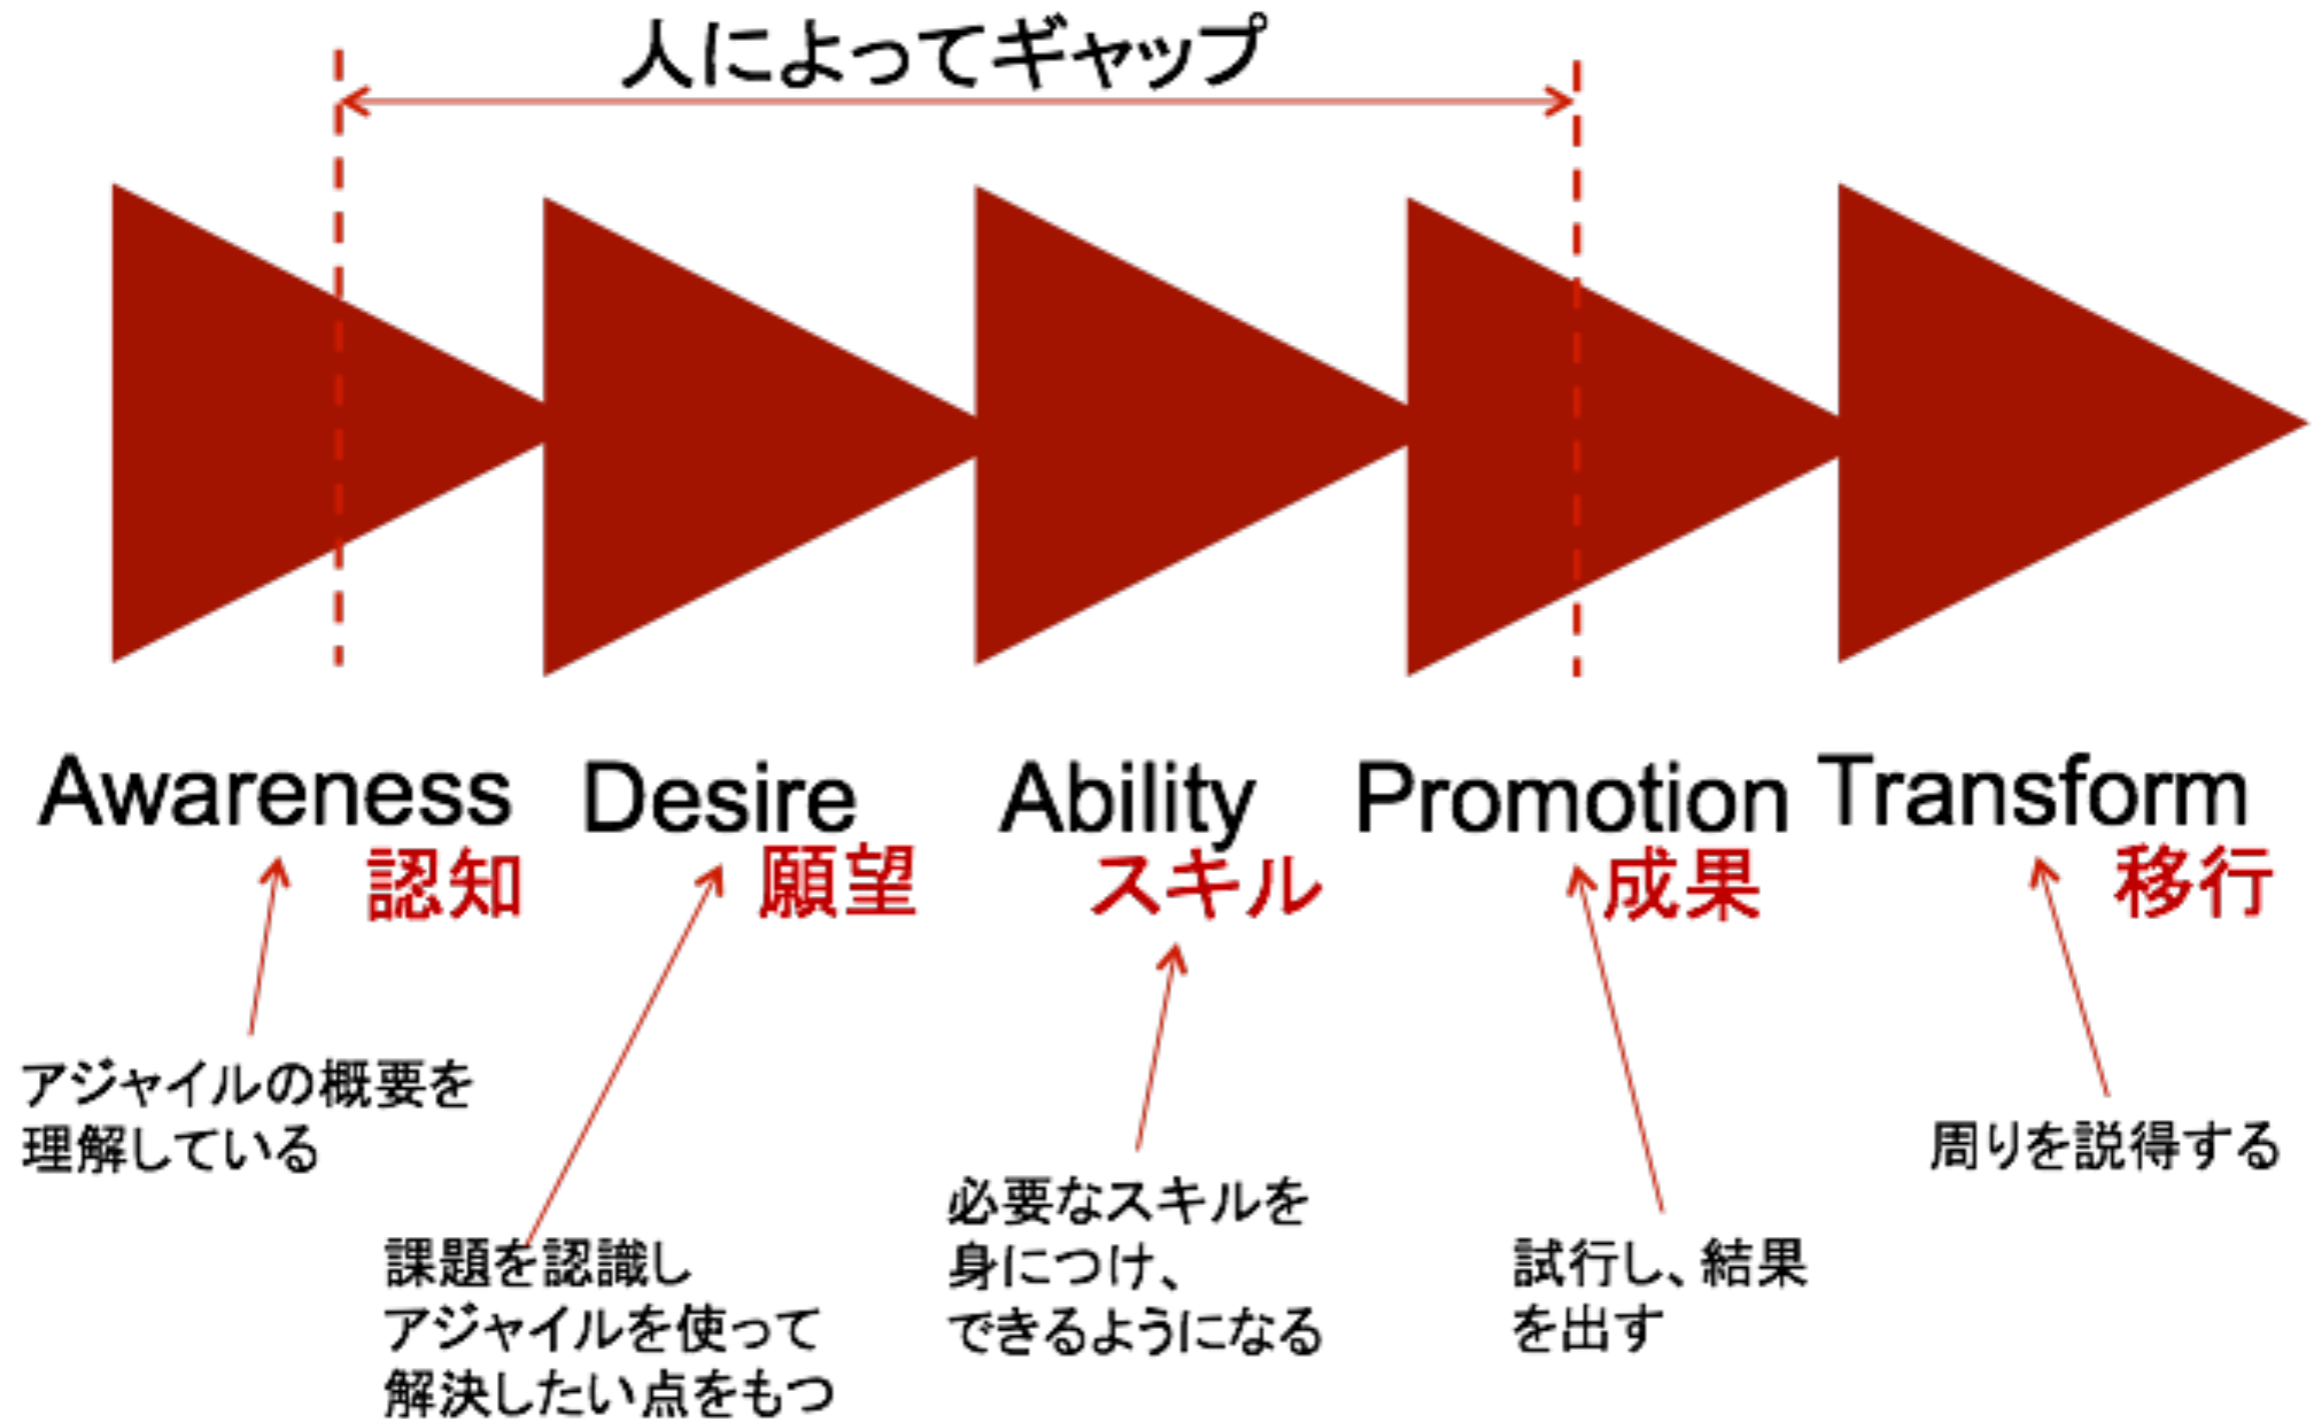 人によってギャップ
Awareness
認知
Desire
願望
Ability
スキル
Promotion
成果
Transform
移行
アジャイルの概要を
理解している
課題を認識し
アジャイルを使って
解決したい点をもつ
必要なスキルを
身につけ、
できるようになる
試行し、結果
を出す
周りを説得する